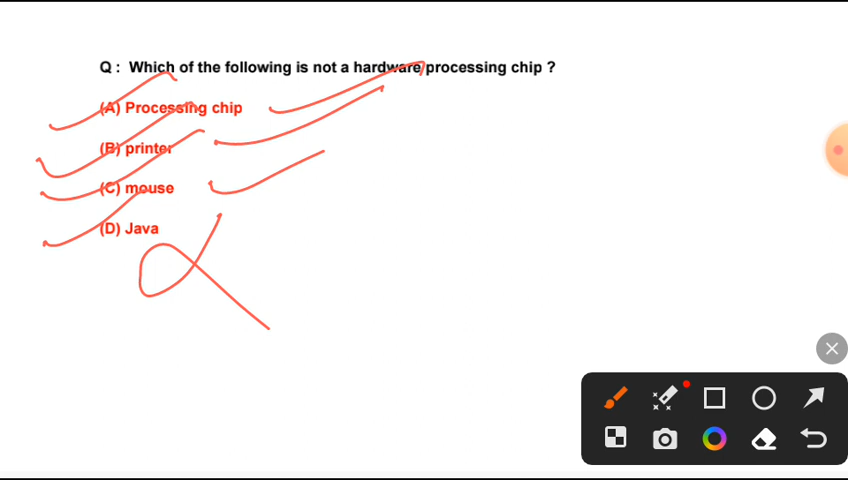 Q : Which of the following is not a hardware processing chip ?
(A) Processing chip
(B) printer
(C) mouse
(D) Java